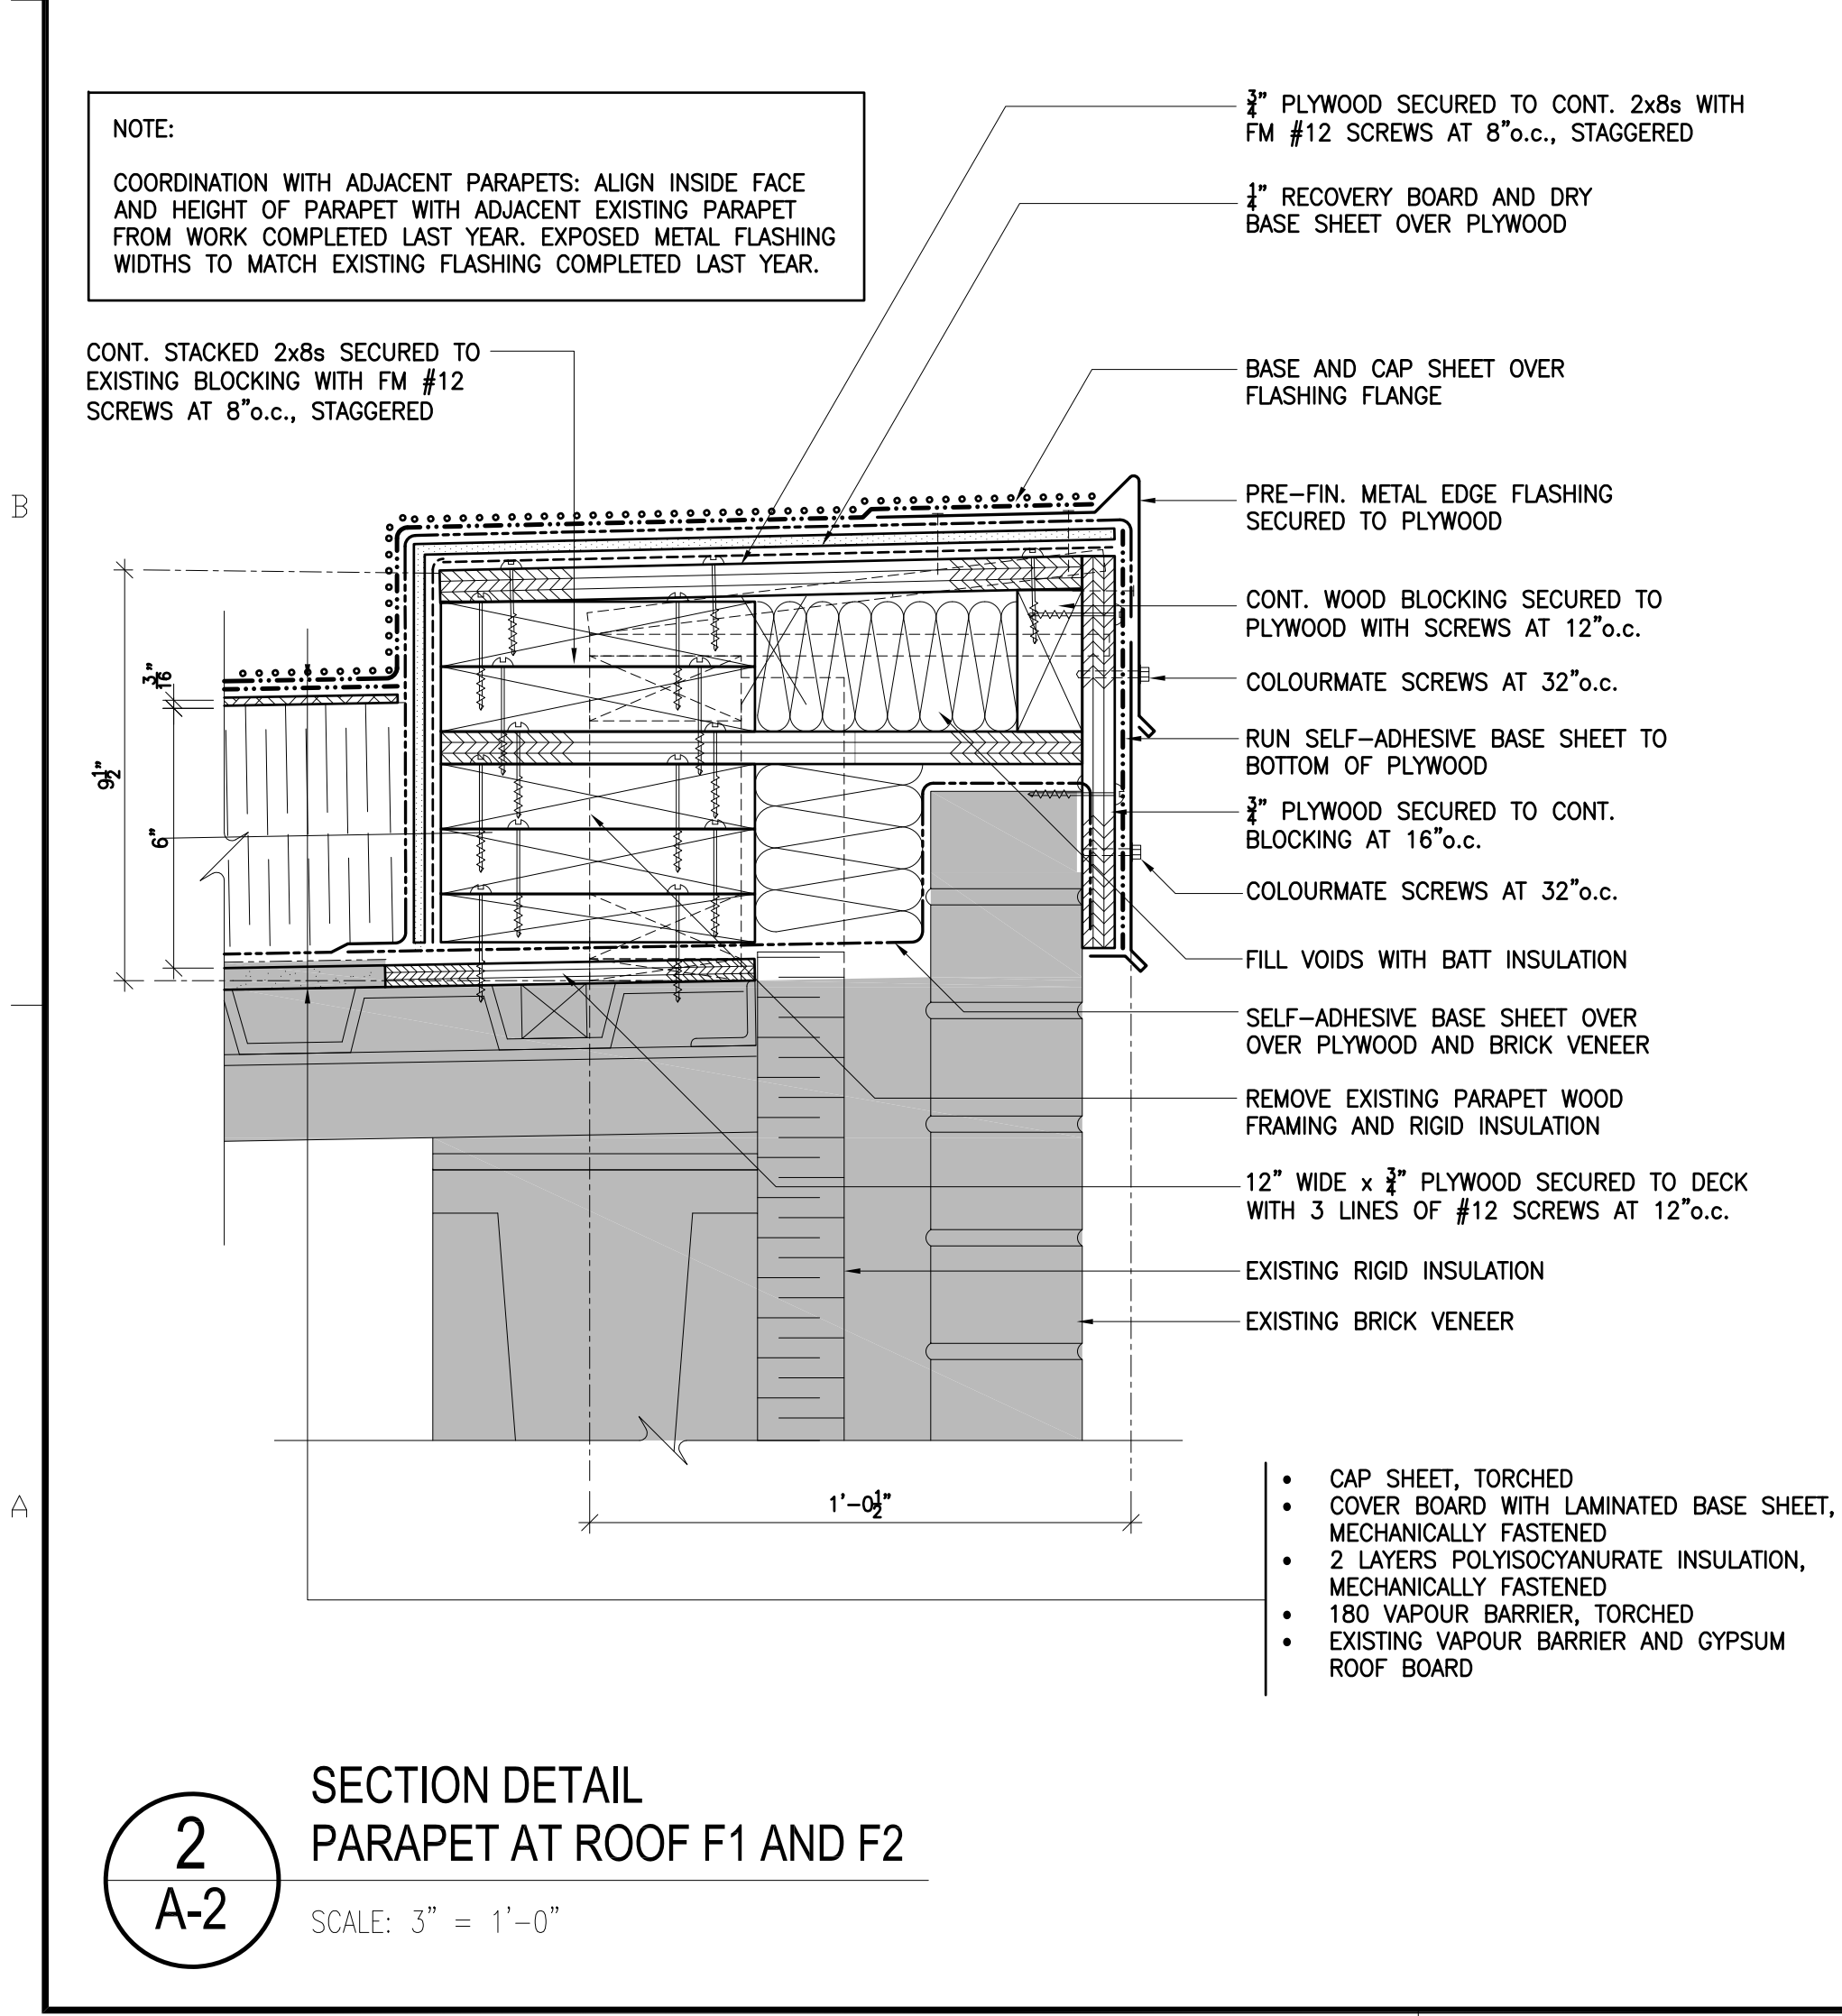 NOTE:
COORDINATION WITH ADJACENT PARAPETS: ALIGN INSIDE FACE
AND HEIGHT OF PARAPET WITH ADJACENT EXISTING PARAPET
FROM WORK COMPLETED LAST YEAR. EXPOSED METAL FLASHING
WIDTHS TO MATCH EXISTING FLASHING COMPLETED LAST YEAR.
CONT. STACKED 2x8s SECURED TO
EXISTING BLOCKING WITH FM #12
SCREWS AT 8"o.c., STAGGERED
3/4" PLYWOOD SECURED TO CONT. 2x8s WITH
FM #12 SCREWS AT 8"o.c., STAGGERED
1/4" RECOVERY BOARD AND DRY
BASE SHEET OVER PLYWOOD
BASE AND CAP SHEET OVER
FLASHING FLANGE
PRE-FIN. METAL EDGE FLASHING
SECURED TO PLYWOOD
CONT. WOOD BLOCKING SECURED TO
PLYWOOD WITH SCREWS AT 12"o.c.
COLOURMATE SCREWS AT 32"o.c.
RUN SELF-ADHESIVE BASE SHEET TO
BOTTOM OF PLYWOOD
3/4" PLYWOOD SECURED TO CONT.
BLOCKING AT 16"o.c.
COLOURMATE SCREWS AT 32"o.c.
FILL VOIDS WITH BATT INSULATION
SELF-ADHESIVE BASE SHEET OVER
OVER PLYWOOD AND BRICK VENEER
REMOVE EXISTING PARAPET WOOD
FRAMING AND RIGID INSULATION
12" WIDE x 3/4" PLYWOOD SECURED TO DECK
WITH 3 LINES OF #12 SCREWS AT 12"o.c.
EXISTING RIGID INSULATION
EXISTING BRICK VENEER
B
A
3/16"
9 1/2"
6"
1'-0 1/2"
• CAP SHEET, TORCHED
• COVER BOARD WITH LAMINATED BASE SHEET,
MECHANICALLY FASTENED
• 2 LAYERS POLYISOCYANURATE INSULATION,
MECHANICALLY FASTENED
• 180 VAPOUR BARRIER, TORCHED
• EXISTING VAPOUR BARRIER AND GYPSUM
ROOF BOARD
2
A-2
SECTION DETAIL
PARAPET AT ROOF F1 AND F2
SCALE: 3" = 1'-0"